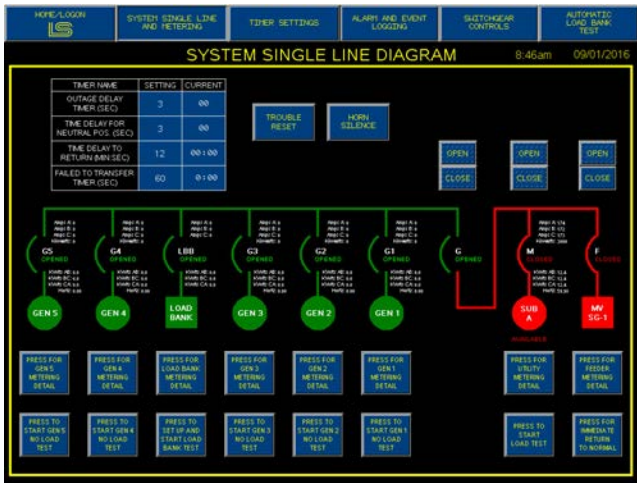 HOME/LOGON
LS
SYSTEM SINGLE LINE
AND METERING
TIMER SETTINGS
ALARM AND EVENT
LOGGING
SWITCHGEAR
CONTROLS
AUTOMATIC
LOAD BANK
TEST
SYSTEM SINGLE LINE DIAGRAM
8:46am
09/01/2016
TIMER NAME SETTING CURRENT
OUTAGE DELAY
TIMER (SEC)
3 00
TIME DELAY FOR
NEUTRAL POS. (SEC)
3 00
TIME DELAY TO
RETURN (MIN:SEC)
12 00:00
FAILED TO TRANSFER
TIMER (SEC)
60 0:00
TROUBLE
RESET
HORN
SILENCE
OPEN
CLOSE
OPEN
CLOSE
OPEN
CLOSE
G5
OPENED
G4
OPENED
LBB
OPENED
G3
OPENED
G2
OPENED
G1
OPENED
G
OPENED
M
CLOSED
F
CLOSED
GEN 5
GEN 4
LOAD
BANK
GEN 3
GEN 2
GEN 1
SUB
A
AVAILABLE
MV
SG-1
PRESS FOR
GEN 5
METERING
DETAIL
PRESS FOR
GEN 4
METERING
DETAIL
PRESS FOR
LOAD BANK
METERING
DETAIL
PRESS FOR
GEN 3
METERING
DETAIL
PRESS FOR
GEN 2
METERING
DETAIL
PRESS FOR
GEN 1
METERING
DETAIL
PRESS FOR
UTILITY
METERING
DETAIL
PRESS FOR
FEEDER
METERING
DETAIL
PRESS TO
START GEN 5
NO LOAD
TEST
PRESS TO
START GEN 4
NO LOAD
TEST
PRESS TO
SET UP AND
START LOAD
BANK TEST
PRESS TO
START GEN 3
NO LOAD
TEST
PRESS TO
START GEN 2
NO LOAD
TEST
PRESS TO
START GEN 1
NO LOAD
TEST
PRESS TO
START
LOAD TEST
PRESS FOR
IMMEDIATE
RETURN
TO NORMAL